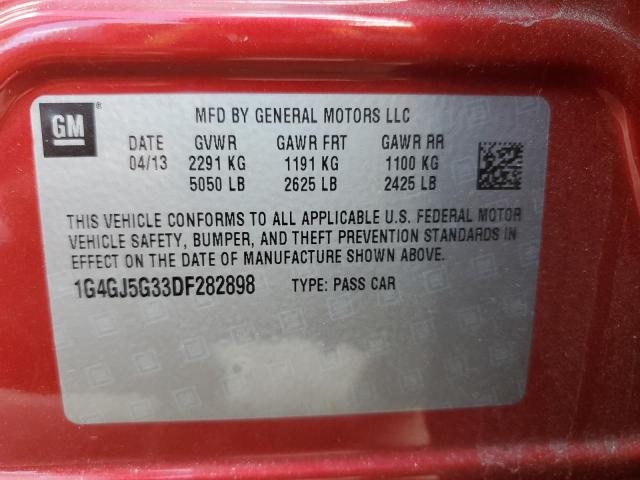 GM®
MFD BY GENERAL MOTORS LLC
DATE GVWR GAWR FRT GAWR RR
04/13 2291 KG 1191 KG 1100 KG
5050 LB 2625 LB 2425 LB
THIS VEHICLE CONFORMS TO ALL APPLICABLE U.S. FEDERAL MOTOR
VEHICLE SAFETY, BUMPER, AND THEFT PREVENTION STANDARDS IN
EFFECT ON THE DATE OF MANUFACTURE SHOWN ABOVE.
1G4GJ5G33DF282898 TYPE: PASS CAR